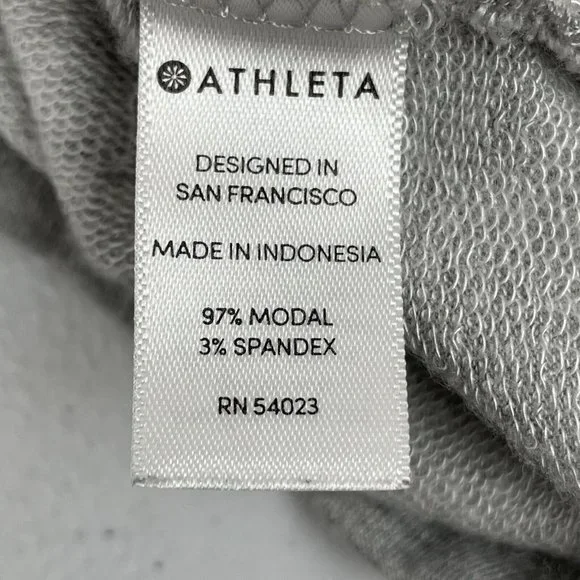 ATHLETA
DESIGNED IN
SAN FRANCISCO
MADE IN INDONESIA
97% MODAL
3% SPANDEX
RN 54023